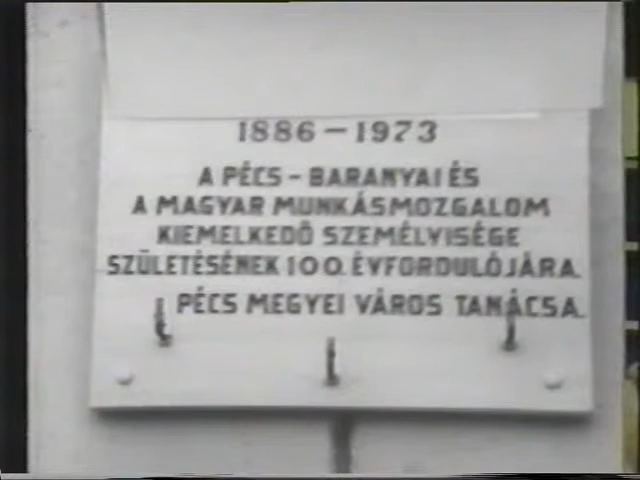 1886 – 1973
A PÉCS – BARANYAI ÉS
A MAGYAR MUNKÁSMOZGALOM
KIEMELKEDŐ SZEMÉLYISÉGE
SZÜLETÉSÉNEK 100. ÉVFORDULÓJÁRA.
PÉCS MEGYEI VÁROS TANÁCSA.